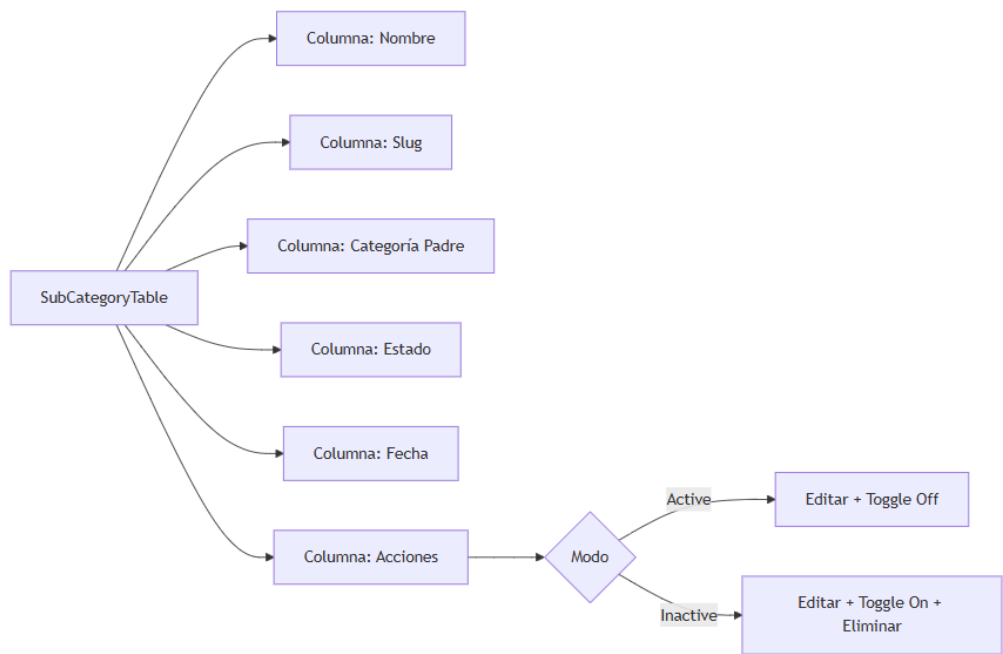 Columna: Nombre
Columna: Slug
Columna: Categoría Padre
SubCategoryTable
Columna: Estado
Columna: Fecha
Active
Editar + Toggle Off
Columna: Acciones
Modo
Inactive
Editar + Toggle On +
Eliminar